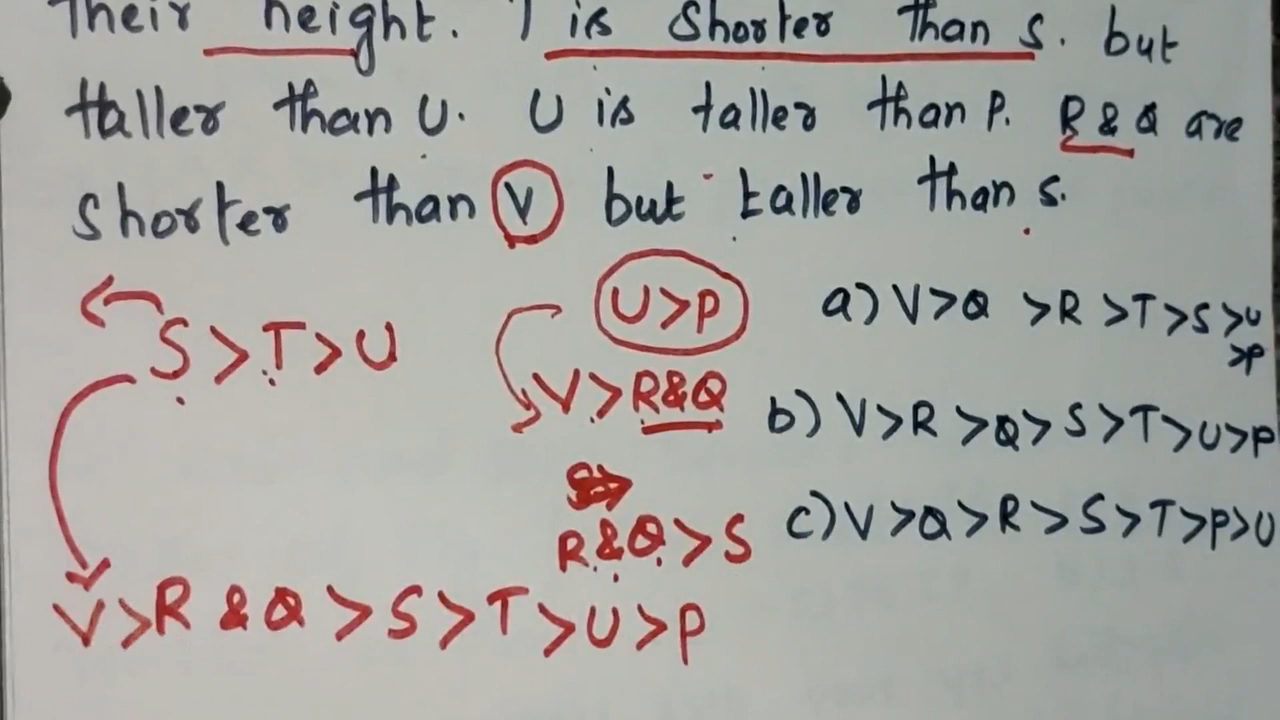 Their height. T is shorter than S. but
taller than U. U is taller than P. R & Q are
shorter than V but taller than S.
S > T > U
U > P
V > R & Q
R & Q > S
V > R & Q > S > T > U > P
a) V > Q > R > T > S > U
> P
b) V > R > Q > S > T > U > P
c) V > Q > R > S > T > P > U